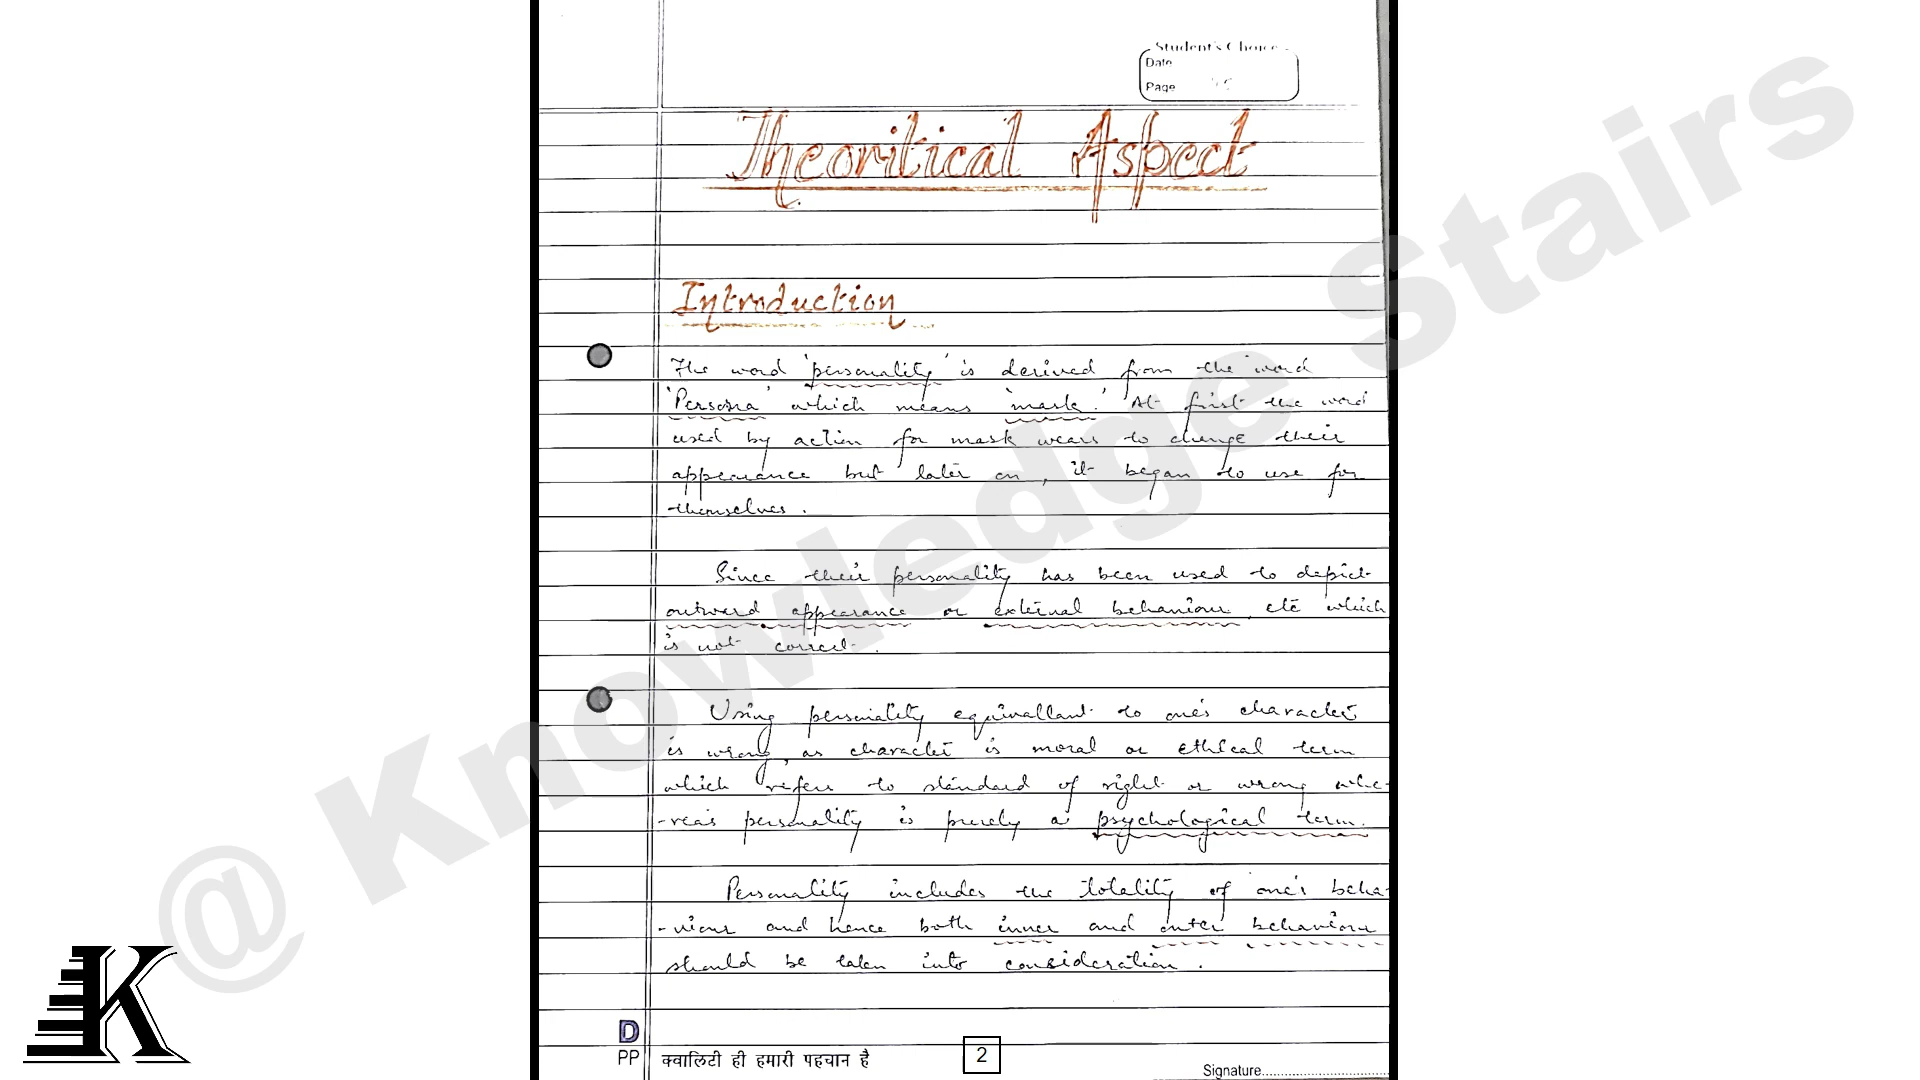 Student's Choice
Date
Page
Theoritical Aspect
Introduction
The word 'personality' is derived from the word
'Persona' which means 'mask.' At first the word
used by action for mask wears to change their
appearance but later on, it began to use for
themselves.
Since their personality has been used to depict
outward appearance or external behaviour, etc which
is not correct.
Using personality equivallant to one's character
is wrong as character is moral or ethical term
which refers to standard of right or wrong whe-
-reas personality is purely a psychological term.
Personality includes the totality of one's beha-
-viour and hence both inner and outer behaviour
should be taken into consideration.
D
PP क्वालिटी ही हमारी पहचान है
2
Signature...............................
@ Knowledge Stairs
K